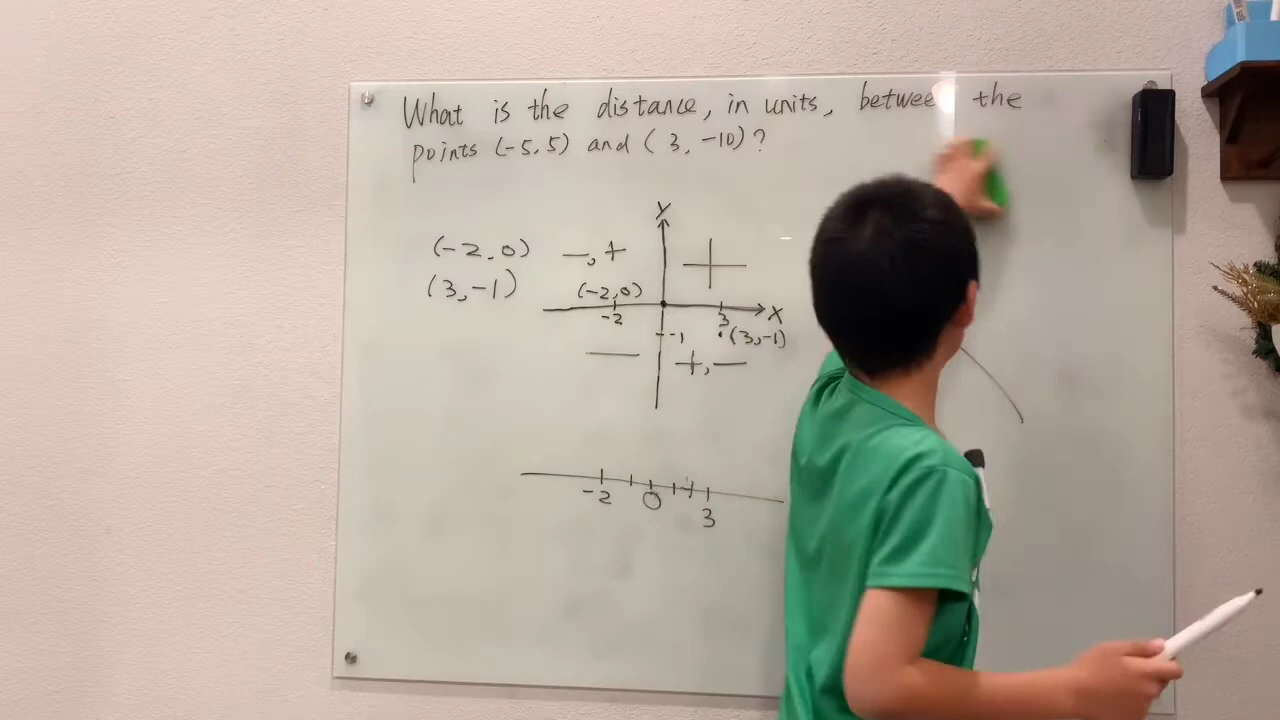 What is the distance, in units, between the
points (-5,5) and (3, -10)?
Y
(-2,0) -, + +
(3,-1) (-2,0)
-2 3 X
-1 (3,-1)
- +, -
-2 0 3